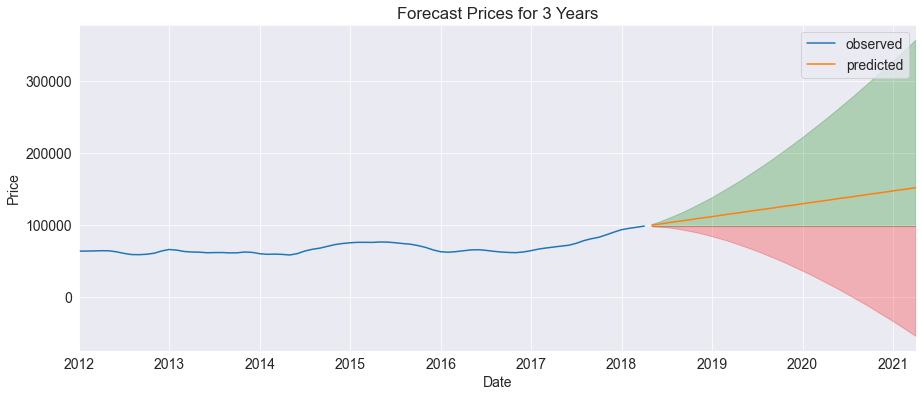 Forecast Prices for 3 Years
observed
predicted
300000
200000
100000
0
Price
2012 2013 2014 2015 2016 2017 2018 2019 2020 2021
Date